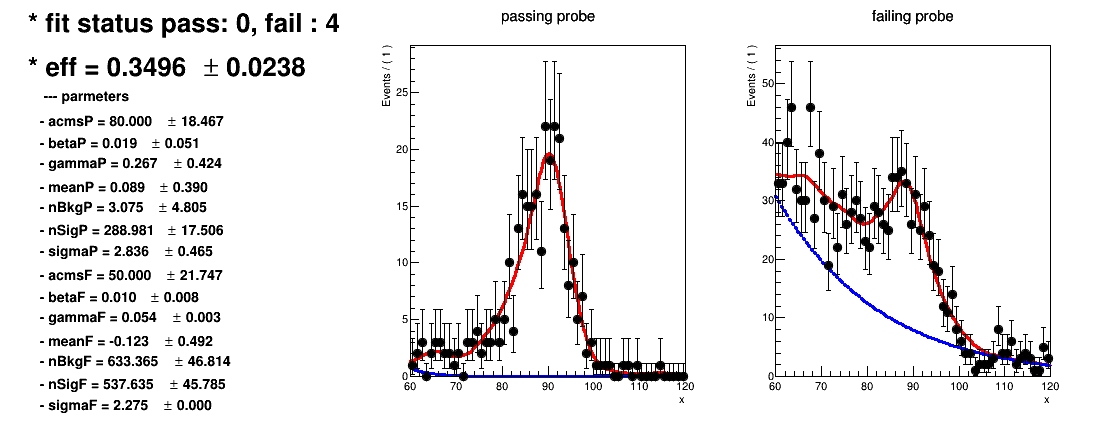 * fit status pass: 0, fail : 4
* eff = 0.3496 ± 0.0238
--- parmeters
- acmsP = 80.000 ± 18.467
- betaP = 0.019 ± 0.051
- gammaP = 0.267 ± 0.424
- meanP = 0.089 ± 0.390
- nBkgP = 3.075 ± 4.805
- nSigP = 288.981 ± 17.506
- sigmaP = 2.836 ± 0.465
- acmsF = 50.000 ± 21.747
- betaF = 0.010 ± 0.008
- gammaF = 0.054 ± 0.003
- meanF = -0.123 ± 0.492
- nBkgF = 633.365 ± 46.814
- nSigF = 537.635 ± 45.785
- sigmaF = 2.275 ± 0.000
passing probe
Events / ( 1 )
25
20
15
10
5
0
60 70 80 90 100 110 120
x
failing probe
Events / ( 1 )
50
40
30
20
10
0
60 70 80 90 100 110 120
x